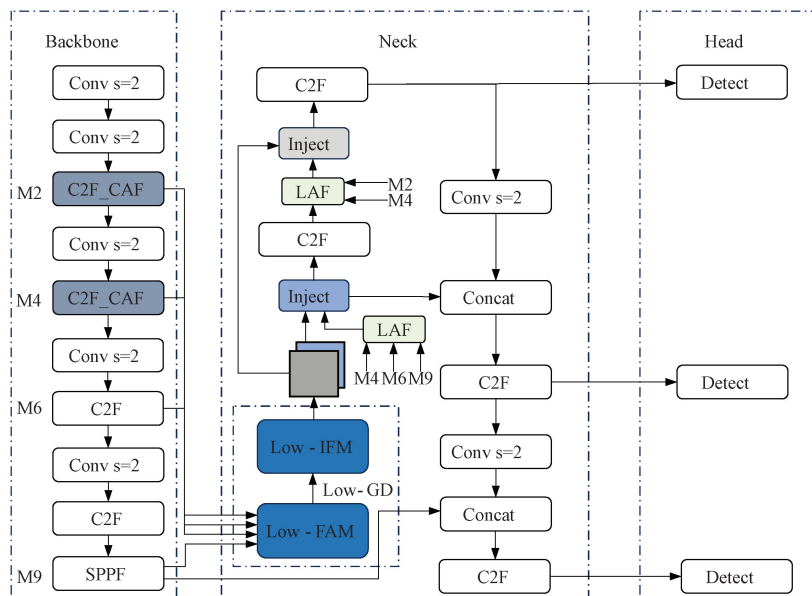 Backbone
Conv s=2
Conv s=2
M2
C2F_CAF
Conv s=2
M4
C2F_CAF
Conv s=2
M6
C2F
Conv s=2
C2F
M9
SPPF
Neck
C2F
Inject
LAF
M2
M4
C2F
Inject
LAF
M4 M6 M9
Low - IFM
Low- GD
Low - FAM
Conv s=2
Concat
C2F
Conv s=2
Concat
C2F
Head
Detect
Detect
Detect